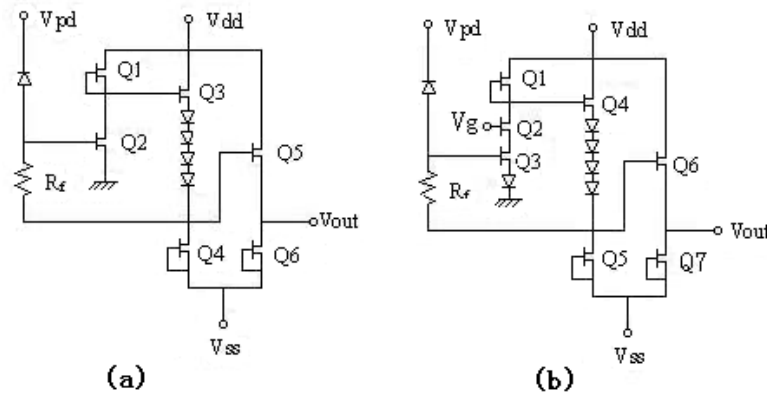 Vpd
Vdd
Q1
Q3
Q2
Rf
Q5
Vout
Q4
Q6
Vss
(a)
Vpd
Vdd
Q1
Q4
Vg
Q2
Q3
Rf
Q6
Vout
Q5
Q7
Vss
(b)